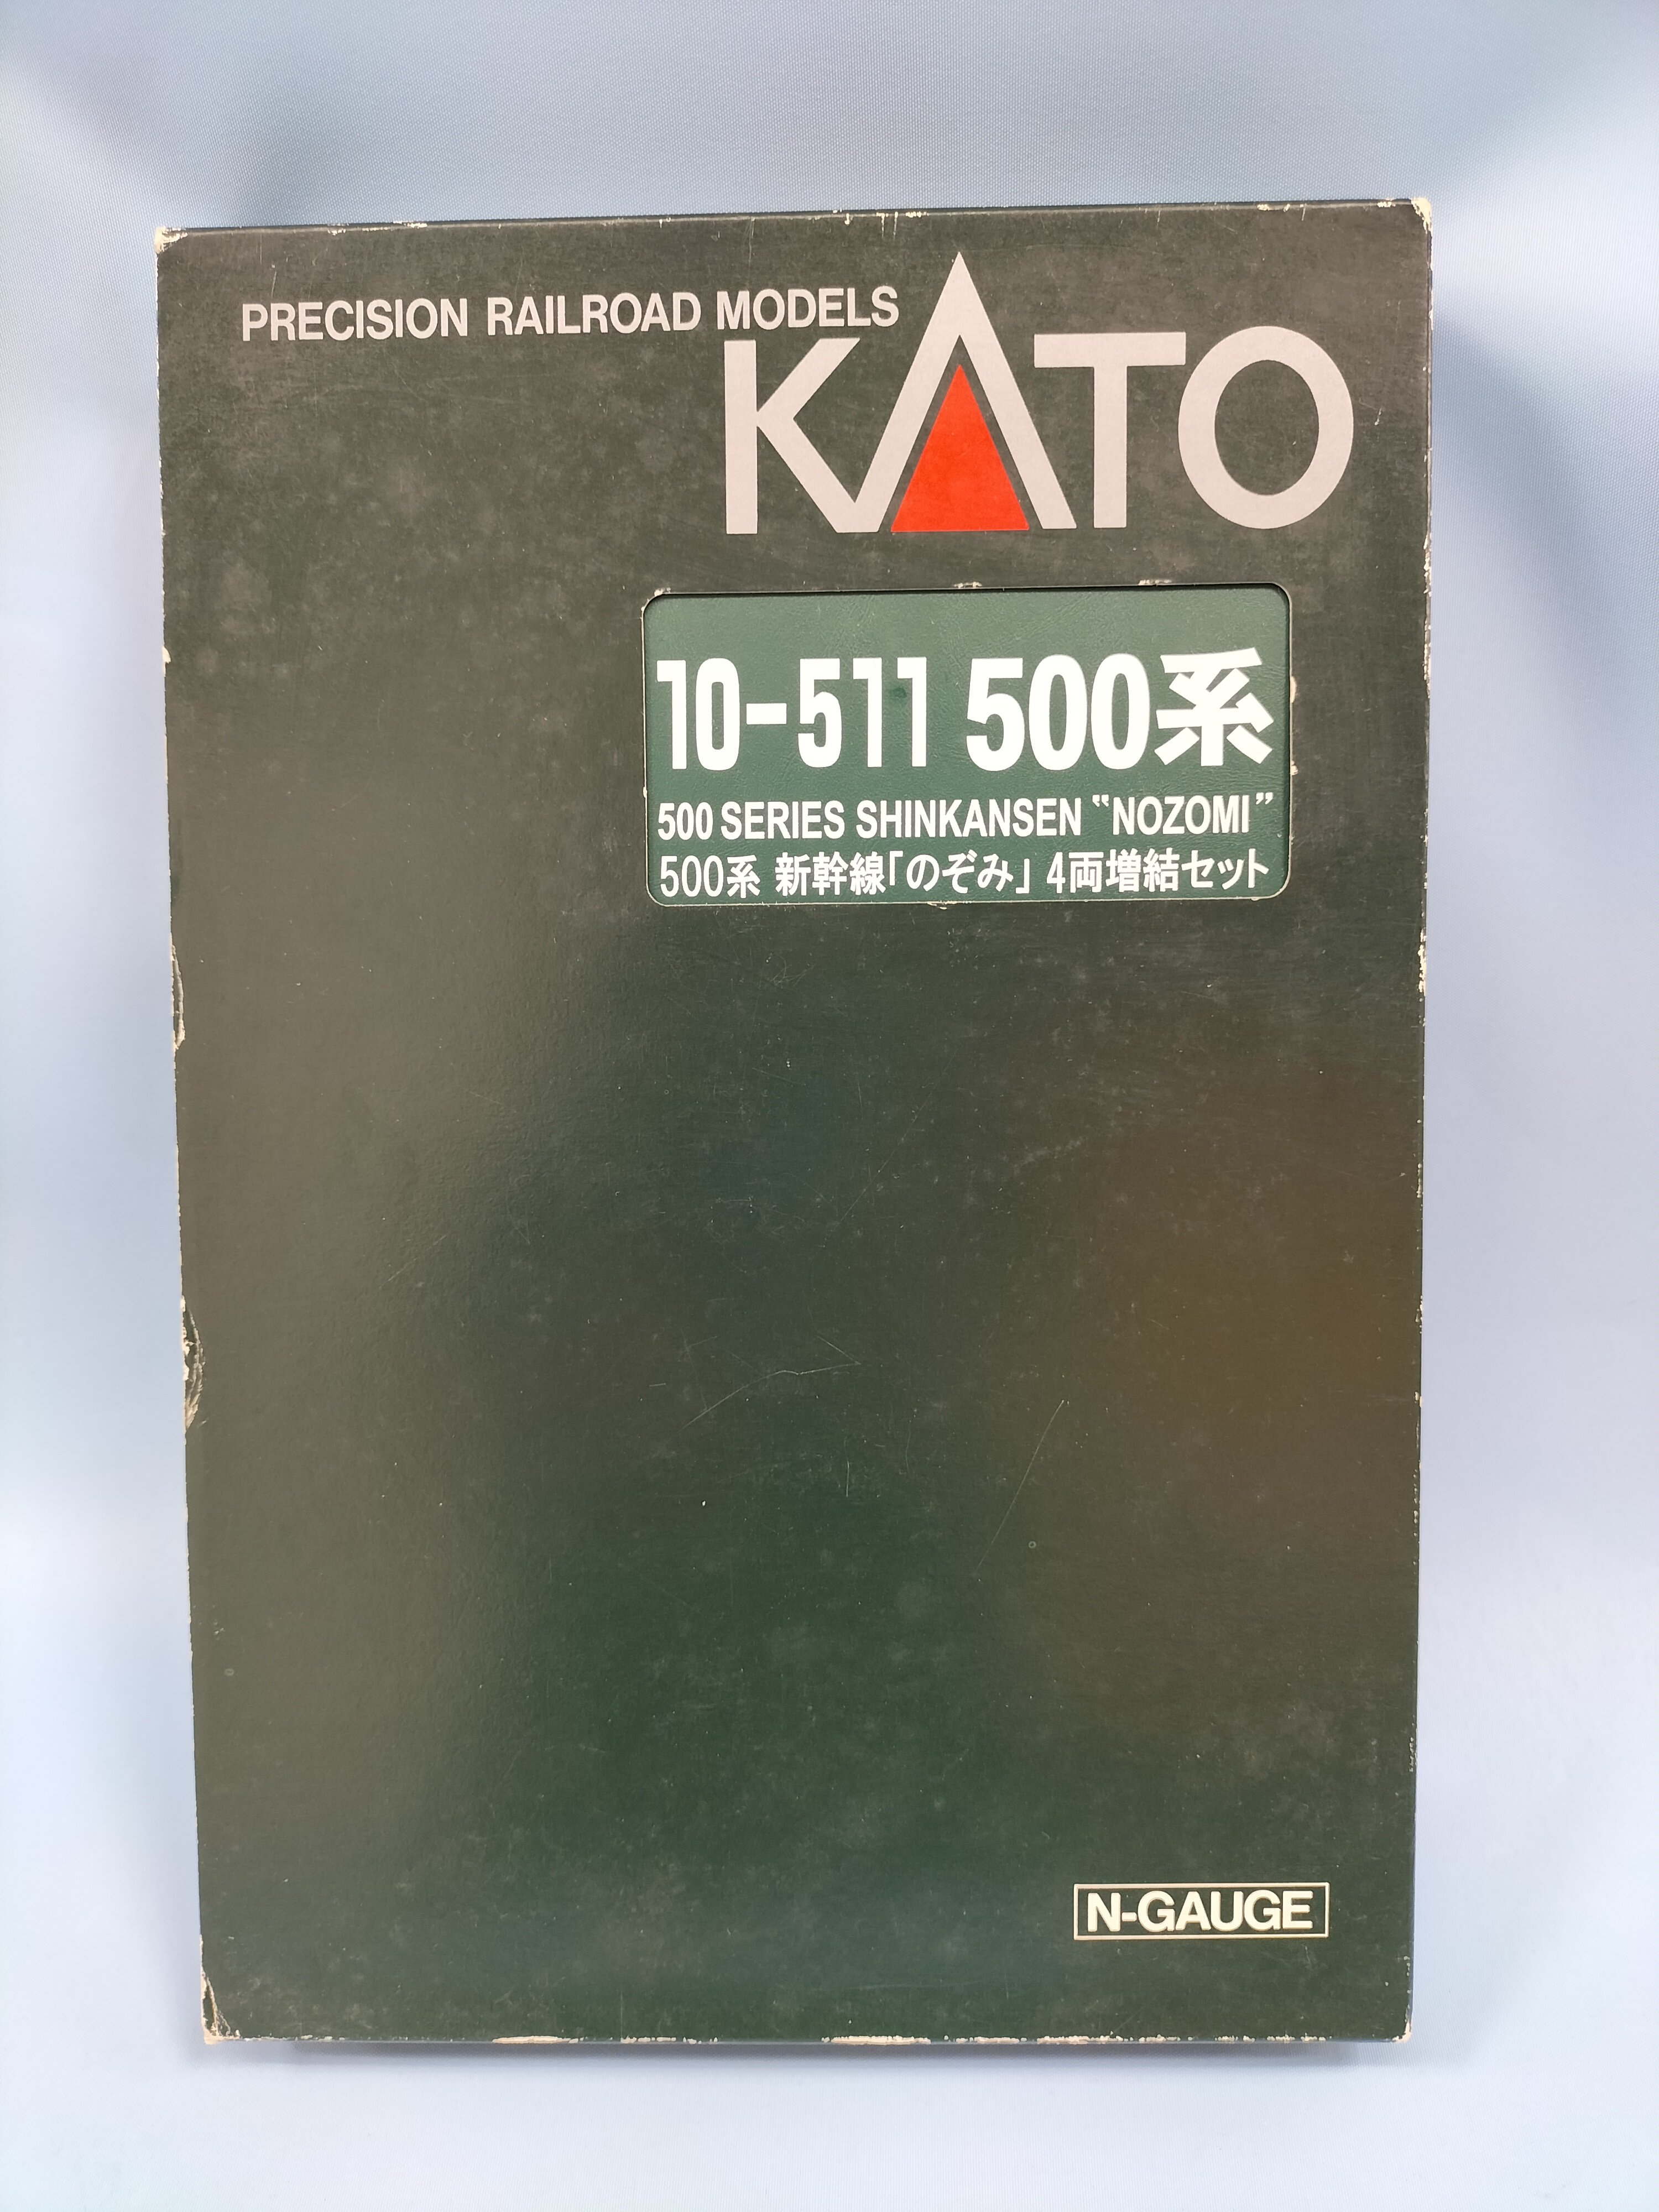 PRECISION RAILROAD MODELS
KATO
10-511 500系
500 SERIES SHINKANSEN “NOZOMI”
500系 新幹線「のぞみ」 4両増結セット
N-GAUGE